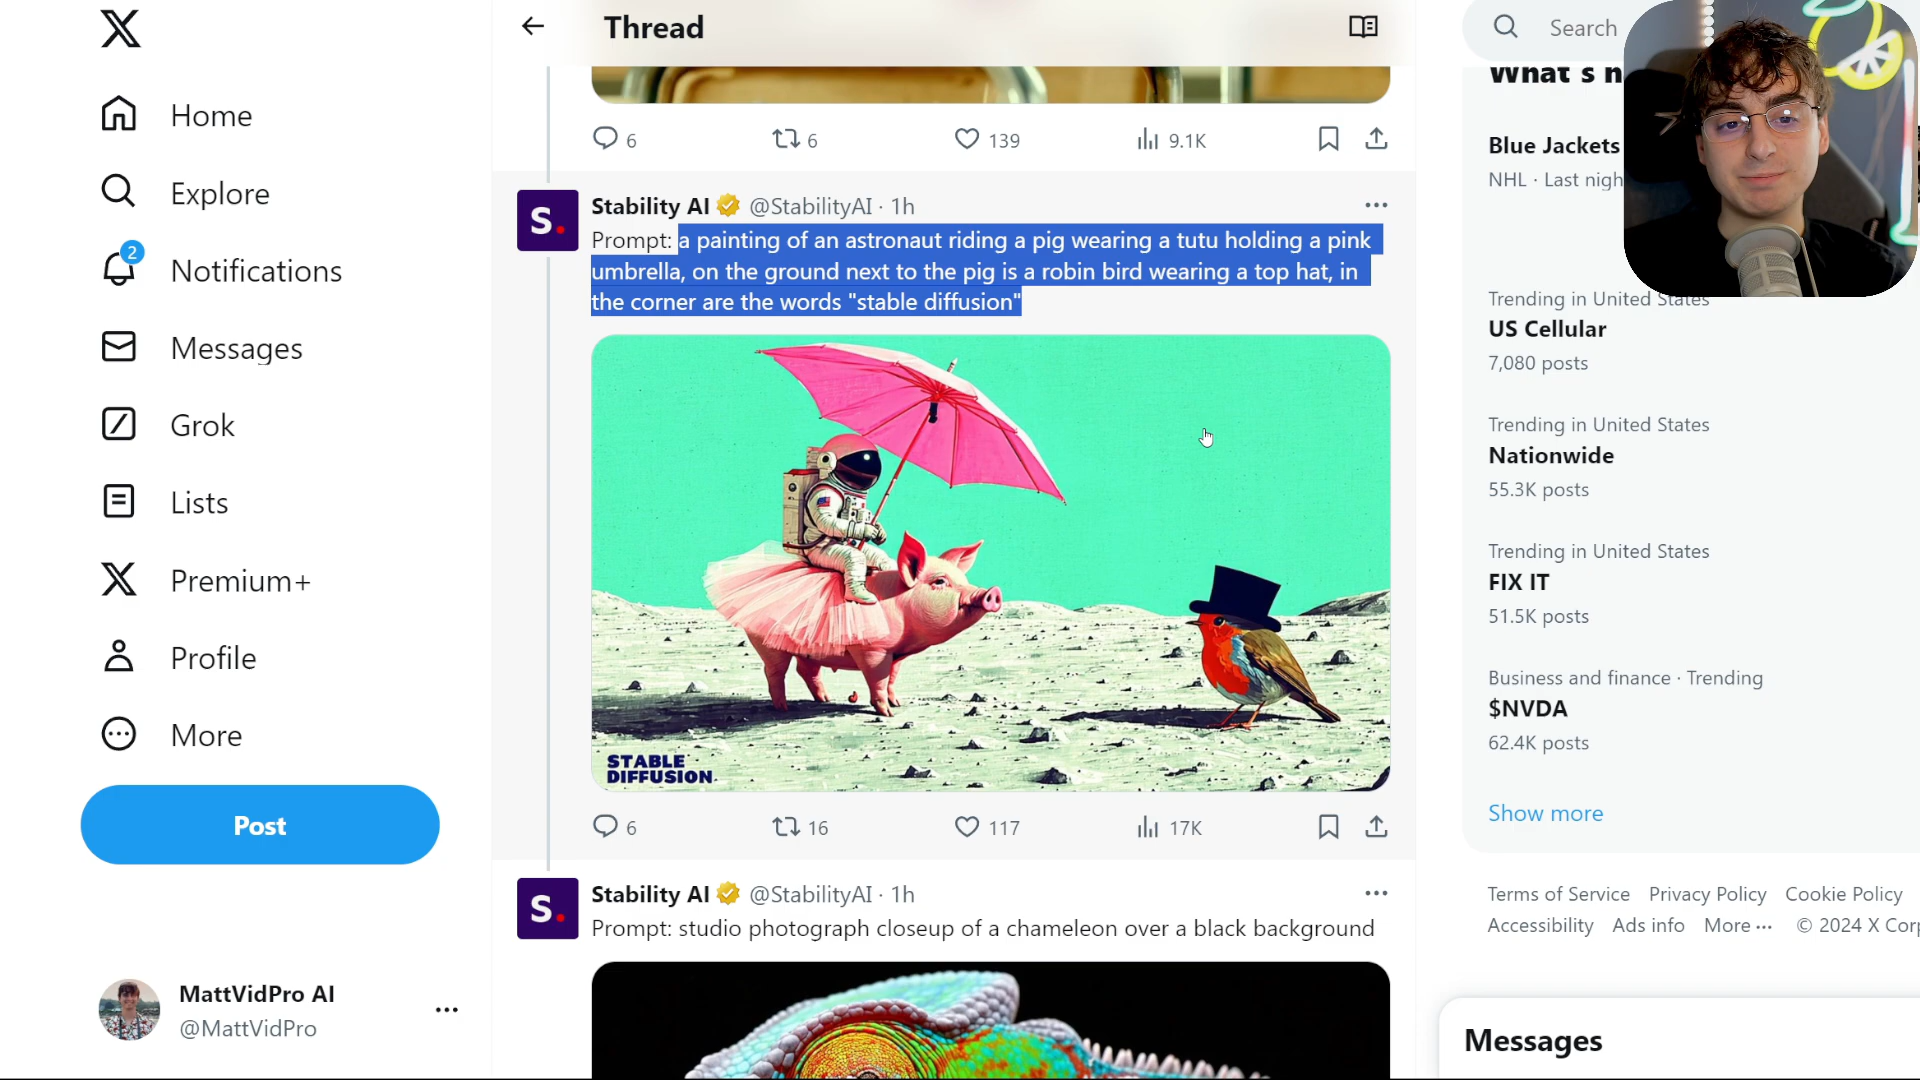 Home
Explore
2
Notifications
Messages
Grok
Lists
Premium+
Profile
More
Post
MattVidPro AI
@MattVidPro
Thread
6
6
139
9.1K
Stability AI @StabilityAI · 1h
Prompt: a painting of an astronaut riding a pig wearing a tutu holding a pink
umbrella, on the ground next to the pig is a robin bird wearing a top hat, in
the corner are the words "stable diffusion"
STABLE
DIFFUSION
6
16
117
17K
S.
Stability AI @StabilityAI · 1h
S.
Prompt: studio photograph closeup of a chameleon over a black background
Search
What's
Blue Jackets
NHL · Last
Trending in United States
US Cellular
7,080 posts
Trending in United States
Nationwide
55.3K posts
Trending in United States
FIX IT
51.5K posts
Business and finance · Trending
$NVDA
62.4K posts
Show more
Terms of Service Privacy Policy Cookie Policy
Accessibility Ads info More ··· © 2024 X
Messages